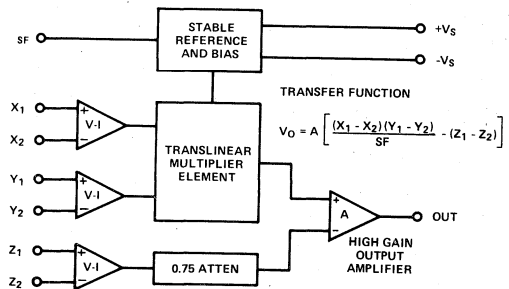 STABLE
REFERENCE
AND BIAS
SF
+VS
-VS
TRANSFER FUNCTION
VO = A [ (X1 - X2) (Y1 - Y2) / SF - (Z1 - Z2) ]
X1
X2
+
−
V-I
TRANSLINEAR
MULTIPLIER
ELEMENT
Y1
Y2
+
−
V-I
+
−
A
OUT
HIGH GAIN
OUTPUT
AMPLIFIER
Z1
Z2
+
−
V-I
0.75 ATTEN